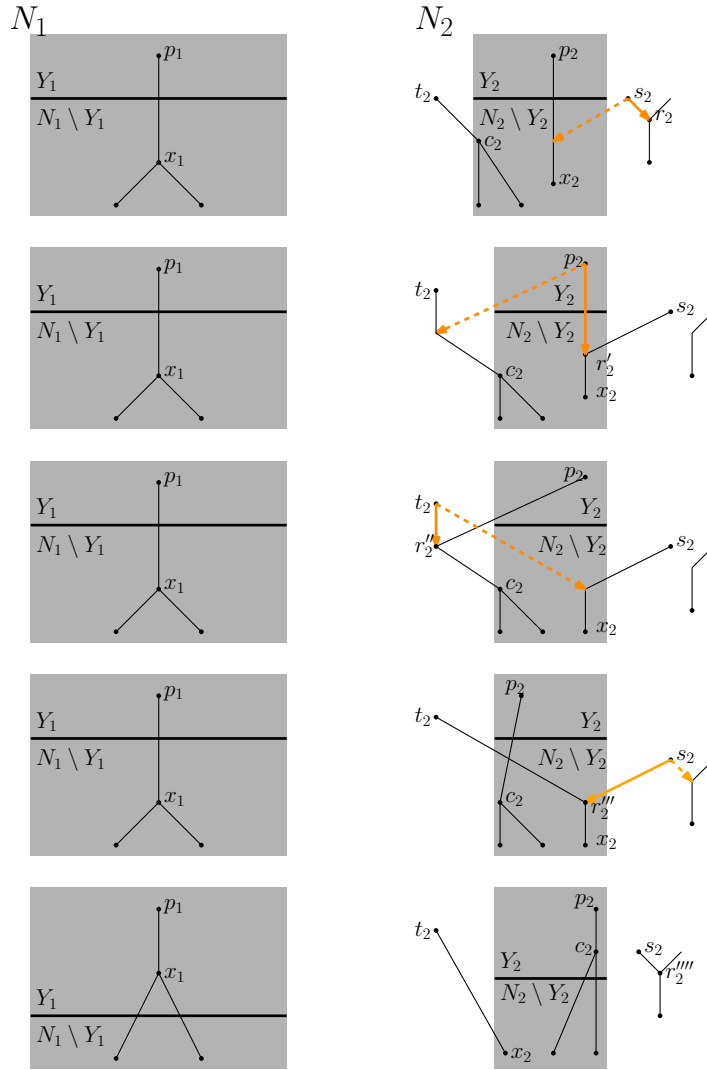 N₁ N₂
p₁ p₂
Y₁ t₂ Y₂ s₂
N₁ \ Y₁ N₂ \ Y₂ r₂
c₂
x₁ x₂
p₁ p₂
Y₁ t₂ Y₂ s₂
N₁ \ Y₁ N₂ \ Y₂
r₂′
x₁ c₂ x₂
p₁ p₂
Y₁ t₂ Y₂
N₁ \ Y₁ r₂″ N₂ \ Y₂ s₂
x₁ c₂
x₂
p₁ p₂
Y₁ t₂ Y₂
N₁ \ Y₁ N₂ \ Y₂ s₂
x₁ c₂ r₂‴
x₂
p₁ p₂
t₂
c₂ s₂
x₁ Y₂ r₂⁗
Y₁ N₂ \ Y₂
N₁ \ Y₁
x₂